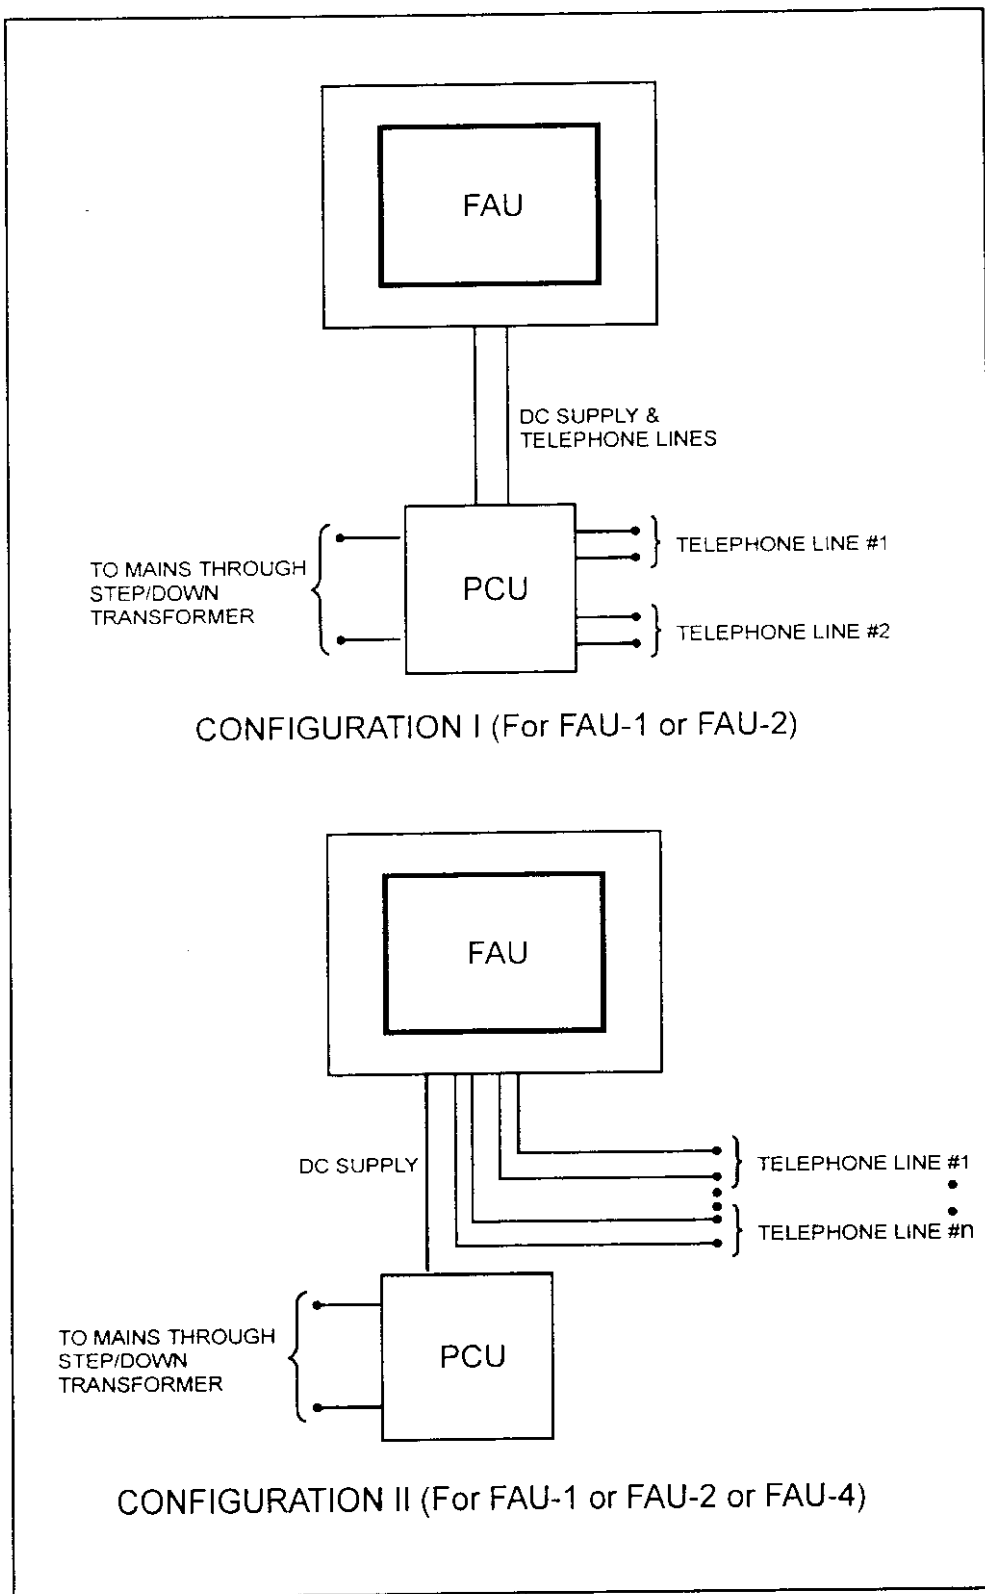 FAU
DC SUPPLY &
TELEPHONE LINES
TO MAINS THROUGH
STEP/DOWN
TRANSFORMER
PCU
TELEPHONE LINE #1
TELEPHONE LINE #2
CONFIGURATION I (For FAU-1 or FAU-2)
FAU
DC SUPPLY
TELEPHONE LINE #1
TELEPHONE LINE #n
TO MAINS THROUGH
STEP/DOWN
TRANSFORMER
PCU
CONFIGURATION II (For FAU-1 or FAU-2 or FAU-4)